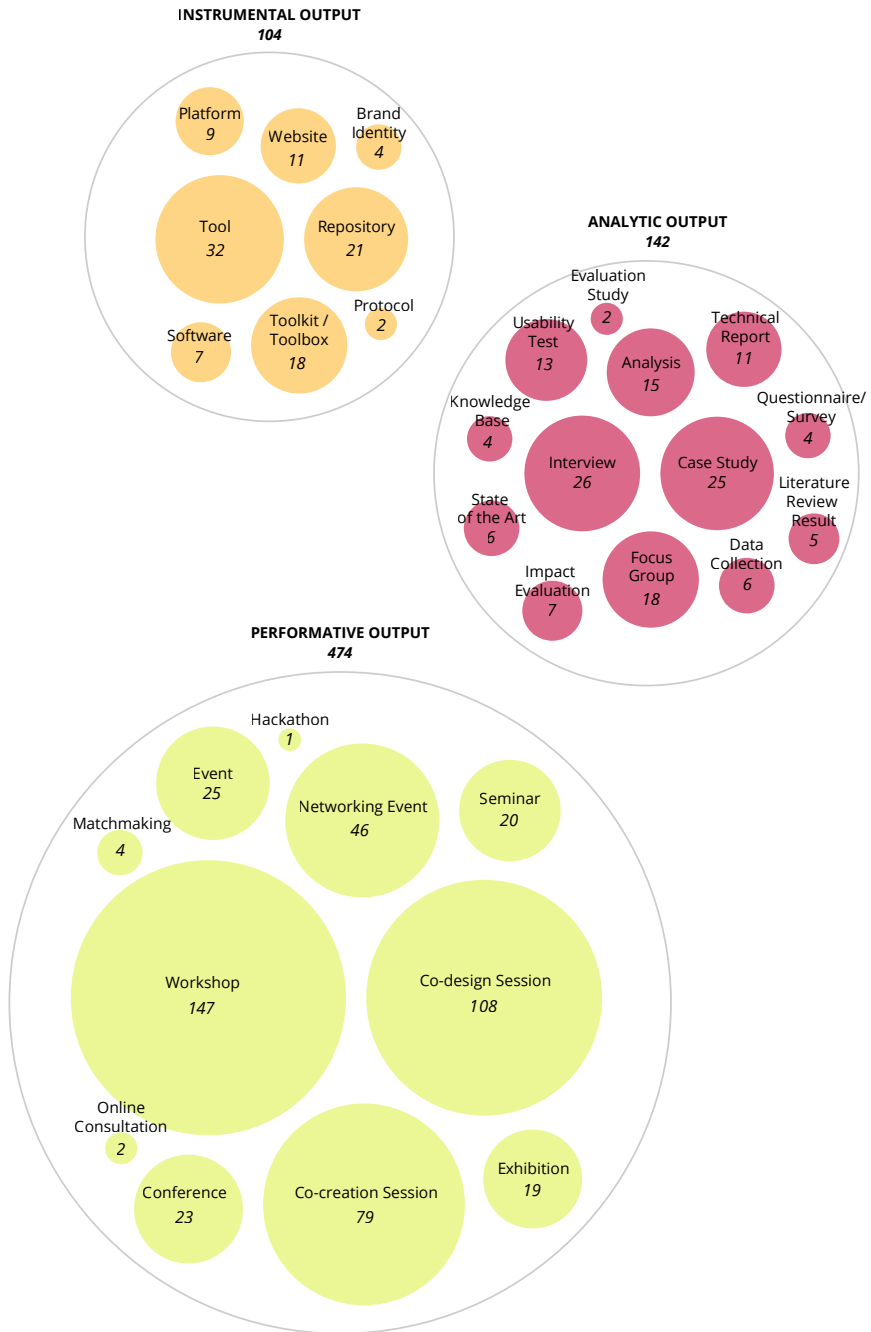 INSTRUMENTAL OUTPUT
104
Platform
9
Website
11
Brand
Identity
4
Tool
32
Repository
21
Software
7
Toolkit /
Toolbox
18
Protocol
2
ANALYTIC OUTPUT
142
Evaluation
Study
2
Usability
Test
13
Analysis
15
Technical
Report
11
Knowledge
Base
4
Interview
26
Case Study
25
Questionnaire/
Survey
4
State
of the Art
6
Literature
Review
Result
5
Impact
Evaluation
7
Focus
Group
18
Data
Collection
6
PERFORMATIVE OUTPUT
474
Hackathon
1
Event
25
Networking Event
46
Seminar
20
Matchmaking
4
Workshop
147
Co-design Session
108
Online
Consultation
2
Conference
23
Co-creation Session
79
Exhibition
19